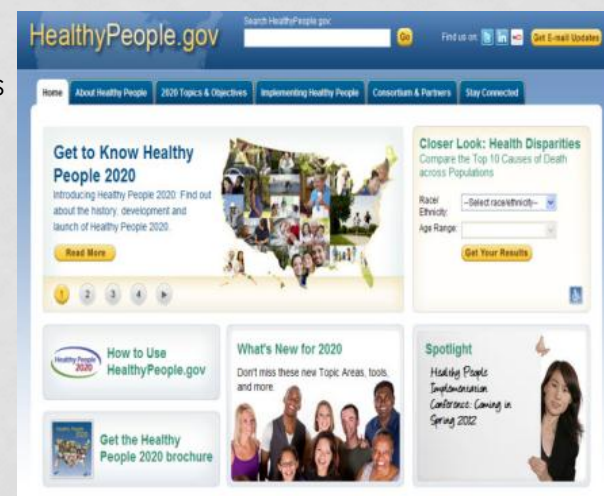 S
HealthyPeople.gov
Search HealthyPeople.gov:
Go
Find us on:
in
Get E-mail Updates
Home
About Healthy People
2020 Topics & Objectives
Implementing Healthy People
Consortium & Partners
Stay Connected
Get to Know Healthy
People 2020
Introducing Healthy People 2020: Find out
about the history, development and
launch of Healthy People 2020.
Read More
1
2
3
4
Closer Look: Health Disparities
Compare the Top 10 Causes of Death
across Populations
Race/
Ethnicity:
--Select race/ethnicity--
Age Range:
Get Your Results
Healthy People
2020
How to Use
HealthyPeople.gov
Get the Healthy
People 2020 brochure
What's New for 2020
Don't miss these new Topic Areas, tools,
and more.
Spotlight
Healthy People
Implementation
Conference: Coming in
Spring 2012